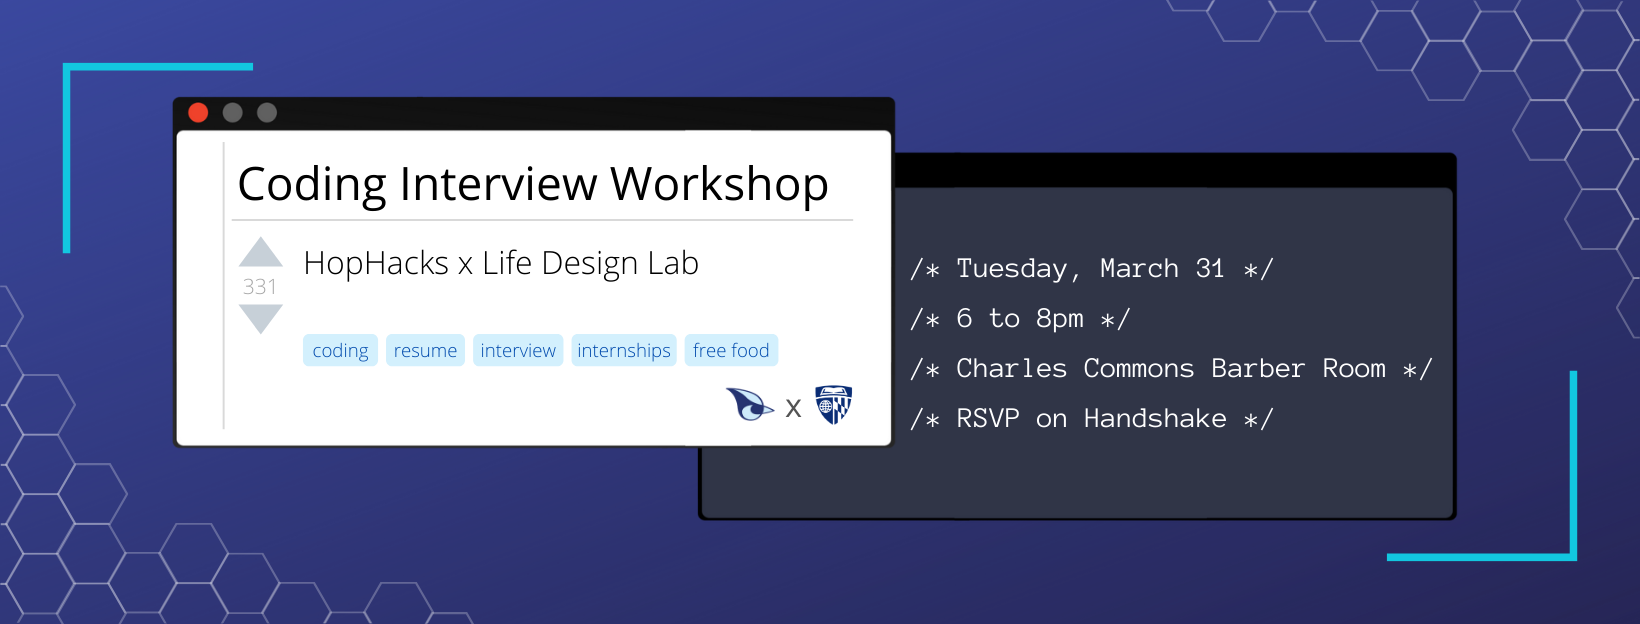 Coding Interview Workshop
HopHacks x Life Design Lab
331
coding resume interview internships free food
x
/* Tuesday, March 31 */
/* 6 to 8pm */
/* Charles Commons Barber Room */
/* RSVP on Handshake */